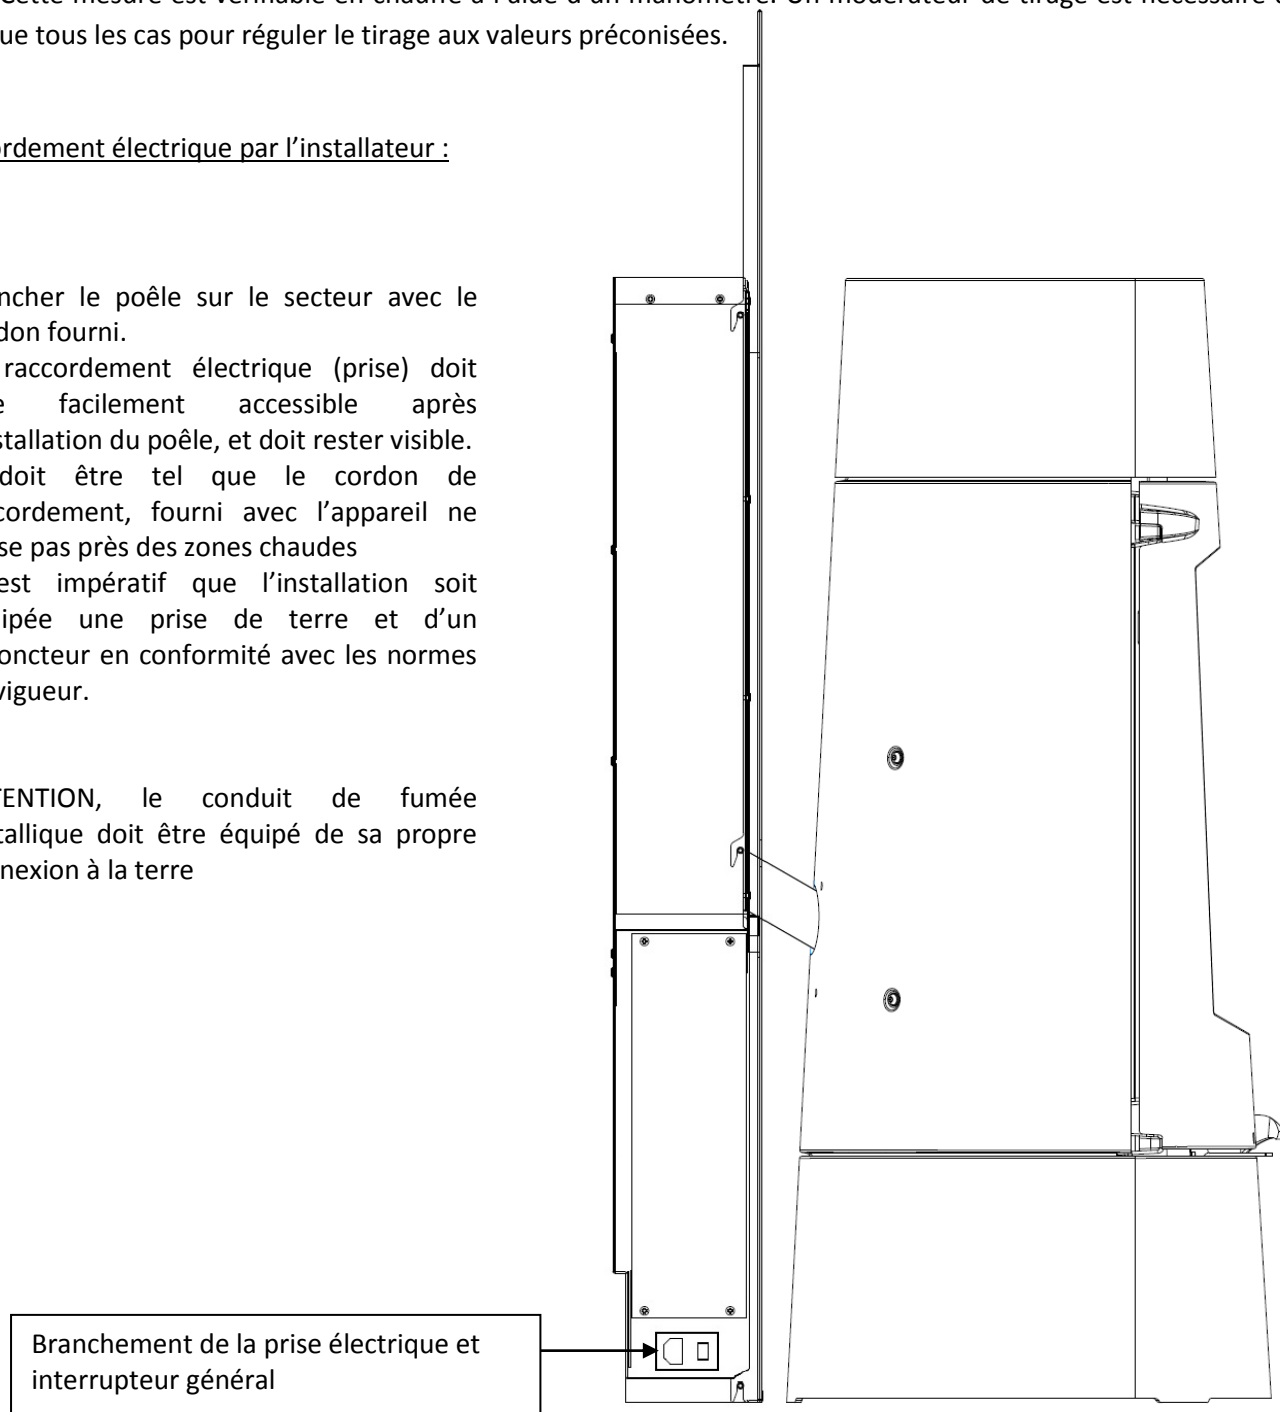 Cette mesure est vérifiable en chauffe à l'aide d'un manomètre. Un modérateur de tirage est nécessaire
que tous les cas pour réguler le tirage aux valeurs préconisées.
ordement électrique par l'installateur :
ncher le poêle sur le secteur avec le
don fourni.
raccordement électrique (prise) doit
e facilement accessible après
stallation du poêle, et doit rester visible.
doit être tel que le cordon de
cordement, fourni avec l'appareil ne
se pas près des zones chaudes
est impératif que l'installation soit
ipée une prise de terre et d'un
joncteur en conformité avec les normes
vigueur.
TENTION, le conduit de fumée
tallique doit être équipé de sa propre
nexion à la terre
Branchement de la prise électrique et
interrupteur général